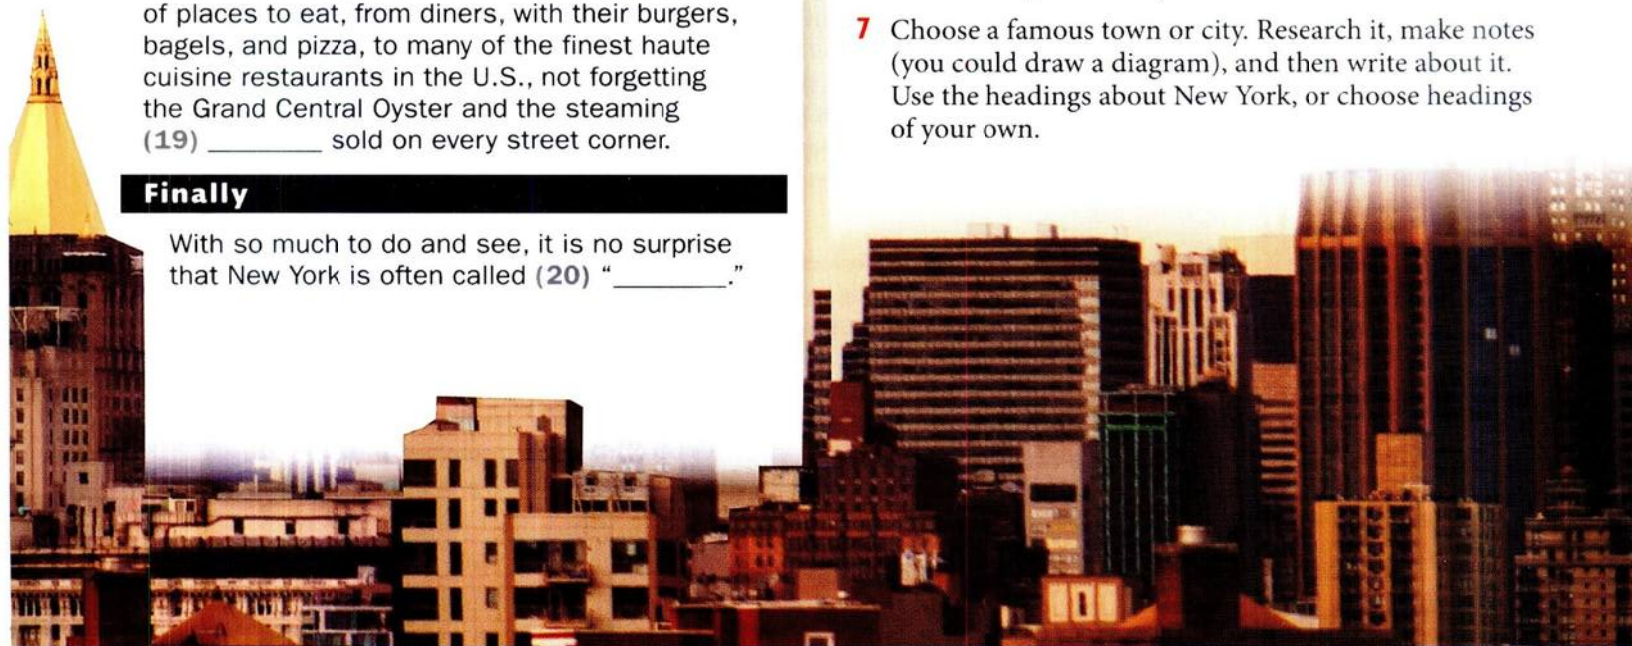 of places to eat, from diners, with their burgers,
bagels, and pizza, to many of the finest haute
cuisine restaurants in the U.S., not forgetting
the Grand Central Oyster and the steaming
(19) ________ sold on every street corner.
Finally
With so much to do and see, it is no surprise
that New York is often called (20) “________.”
7 Choose a famous town or city. Research it, make notes
(you could draw a diagram), and then write about it.
Use the headings about New York, or choose headings
of your own.